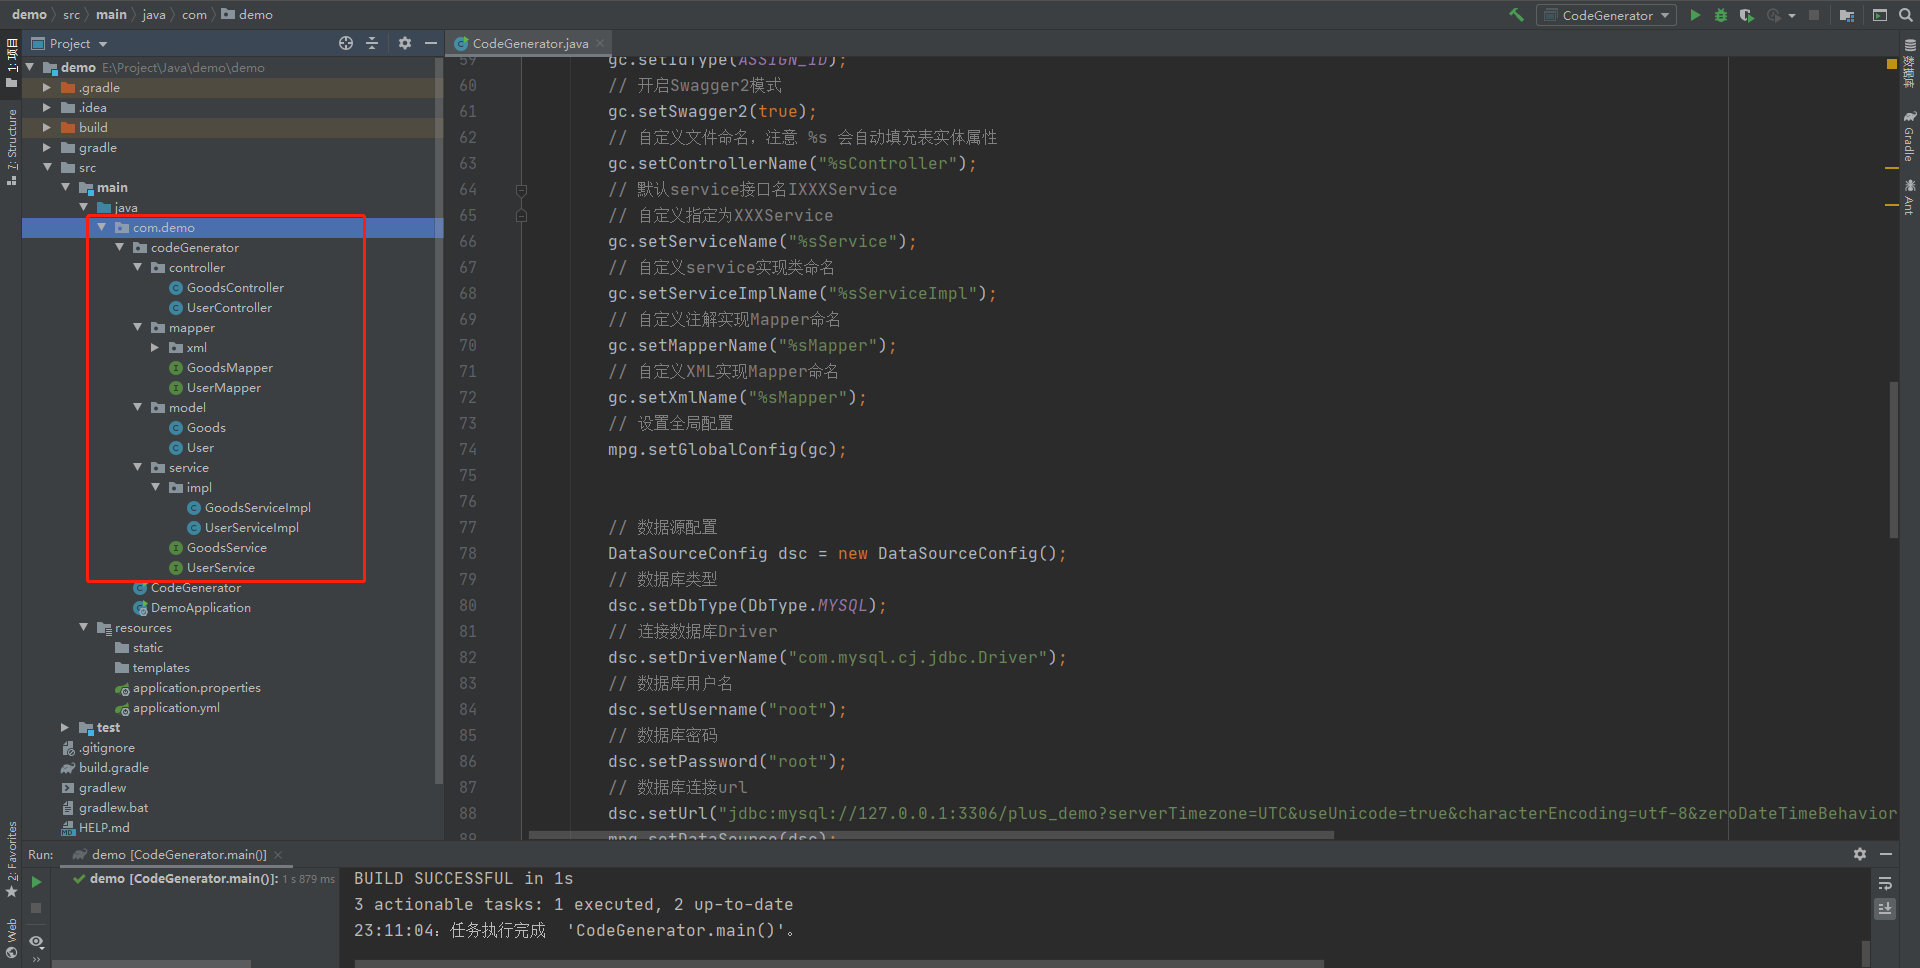 demo src main java com demo
CodeGenerator
1: 项目
7: Structure
2: Favorites
Web
Project
demo E:\Project\Java\demo\demo
.gradle
.idea
build
gradle
src
main
java
com.demo
codeGenerator
controller
GoodsController
UserController
mapper
xml
GoodsMapper
UserMapper
model
Goods
User
service
impl
GoodsServiceImpl
UserServiceImpl
GoodsService
UserService
CodeGenerator
DemoApplication
resources
static
templates
application.properties
application.yml
test
.gitignore
build.gradle
gradlew
gradlew.bat
HELP.md
CodeGenerator.java
59 gc.setIdType(ASSIGN_ID);
60 // 开启Swagger2模式
61 gc.setSwagger2(true);
62 // 自定义文件命名，注意 %s 会自动填充表实体属性
63 gc.setControllerName("%sController");
64 // 默认service接口名IXXXService
65 // 自定义指定为XXXService
66 gc.setServiceName("%sService");
67 // 自定义service实现类命名
68 gc.setServiceImplName("%sServiceImpl");
69 // 自定义注解实现Mapper命名
70 gc.setMapperName("%sMapper");
71 // 自定义XML实现Mapper命名
72 gc.setXmlName("%sMapper");
73 // 设置全局配置
74 mpg.setGlobalConfig(gc);
75
76
77 // 数据源配置
78 DataSourceConfig dsc = new DataSourceConfig();
79 // 数据库类型
80 dsc.setDbType(DbType.MYSQL);
81 // 连接数据库Driver
82 dsc.setDriverName("com.mysql.cj.jdbc.Driver");
83 // 数据库用户名
84 dsc.setUsername("root");
85 // 数据库密码
86 dsc.setPassword("root");
87 // 数据库连接url
88 dsc.setUrl("jdbc:mysql://127.0.0.1:3306/plus_demo?serverTimezone=UTC&useUnicode=true&characterEncoding=utf-8&zeroDateTimeBehavior
89 mpg.setDataSource(dsc);
数据库
Gradle
Ant
Run: demo [CodeGenerator.main()]
demo [CodeGenerator.main()]: 1 s 879 ms
BUILD SUCCESSFUL in 1s
3 actionable tasks: 1 executed, 2 up-to-date
23:11:04: 任务执行完成 'CodeGenerator.main()'。